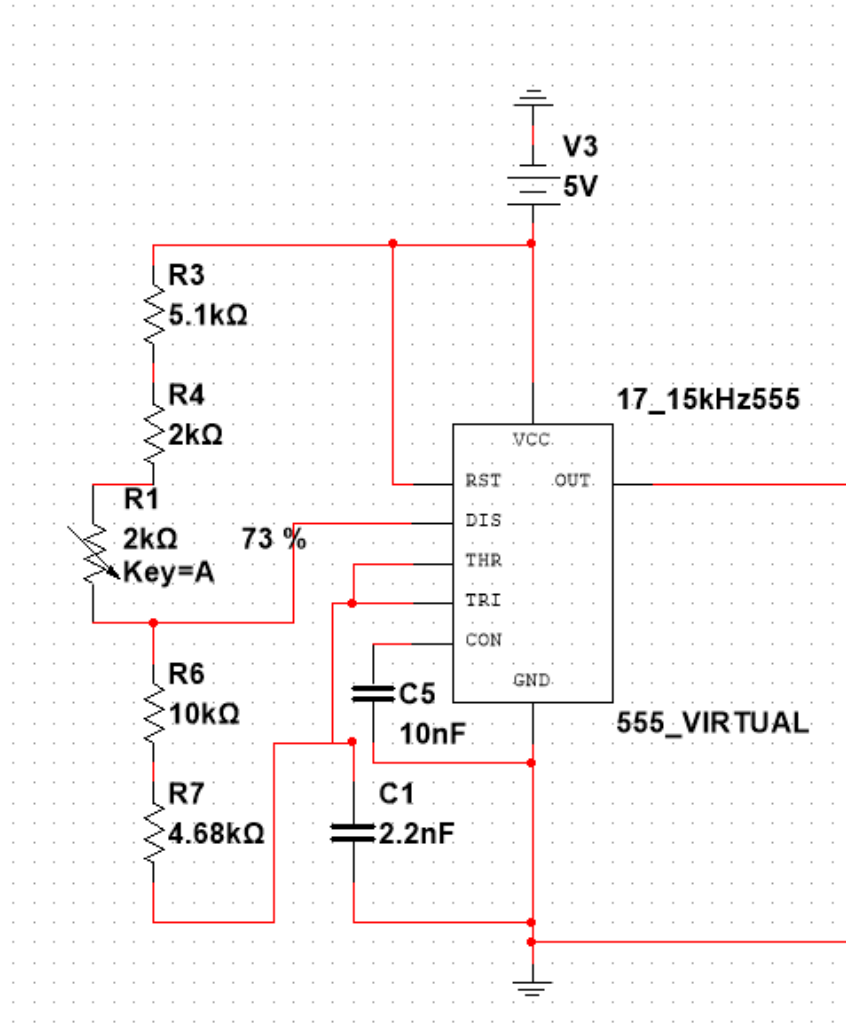 V3
5V
R3
5.1kΩ
R4
2kΩ
17_15kHz555
VCC
RST OUT
R1
2kΩ 73 %
Key=A
DIS
THR
TRI
CON
GND
R6
10kΩ
C5
10nF
555_VIRTUAL
R7
4.68kΩ
C1
2.2nF